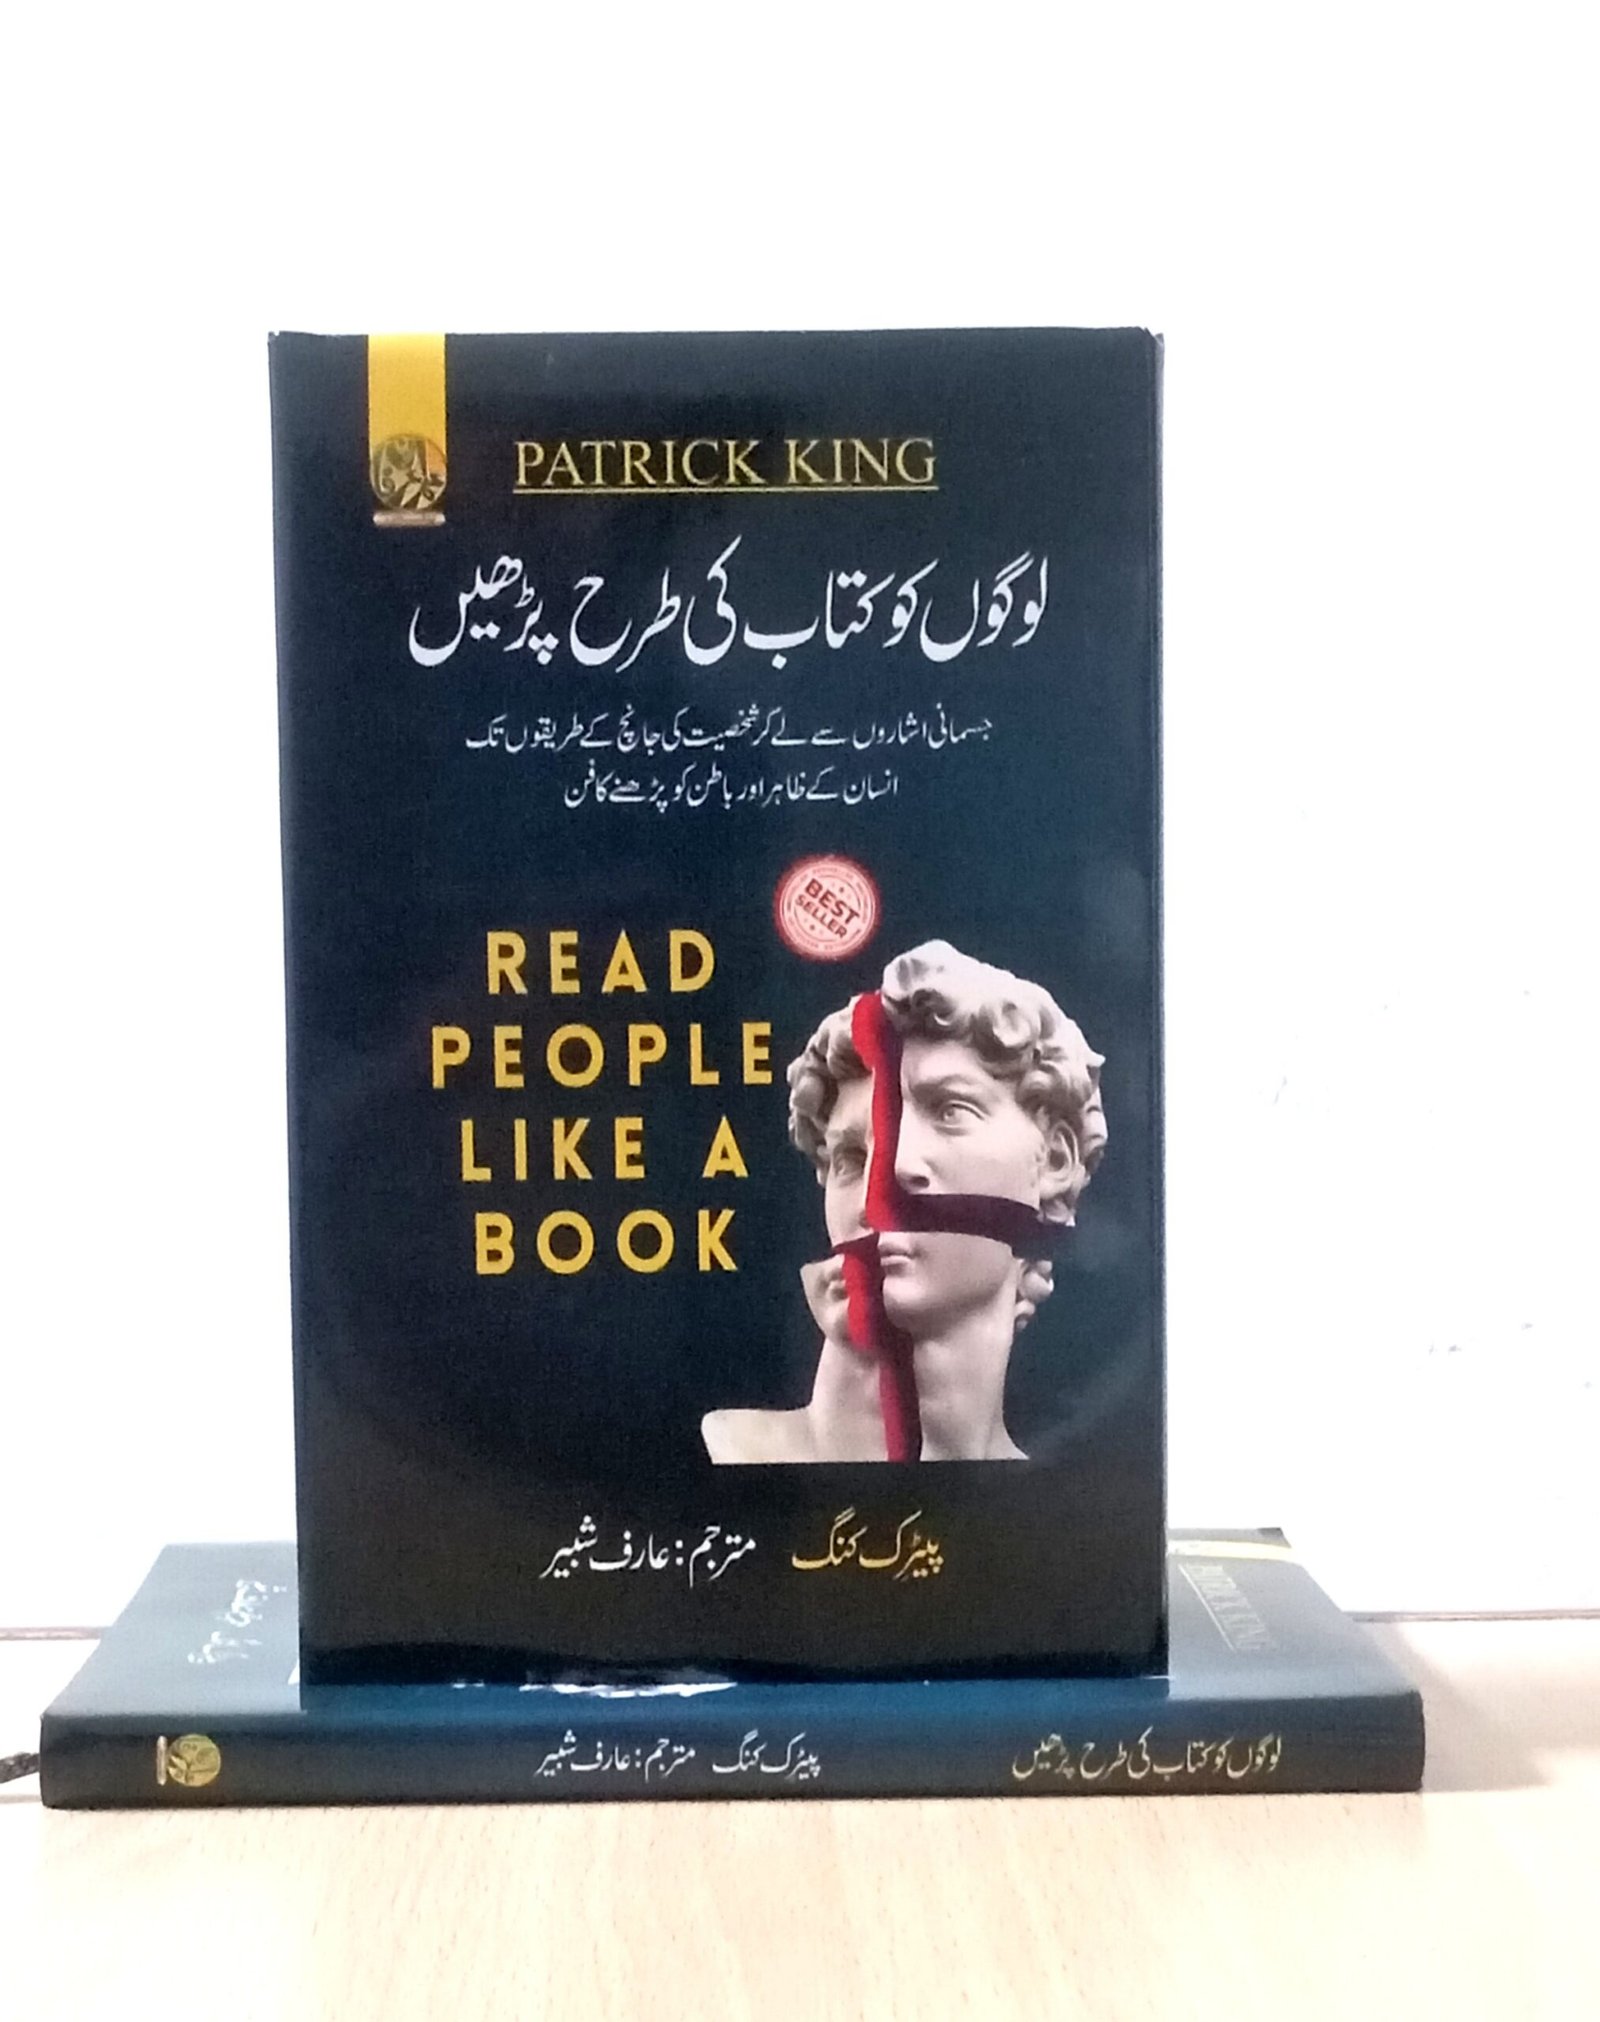 PATRICK KING
لوگوں کو کتاب کی طرح پڑھیں
جسمانی اشاروں سے لے کر شخصیت کی جانچ کے طریقوں تک
انسان کے ظاہر اور باطن کو پڑھنے کا فن
BEST
SELLER
READ
PEOPLE
LIKE A
BOOK
پیٹرک کنگ مترجم: عارف شبیر
PATRICK KING
لوگوں کو کتاب کی طرح پڑھیں پیٹرک کنگ مترجم: عارف شبیر